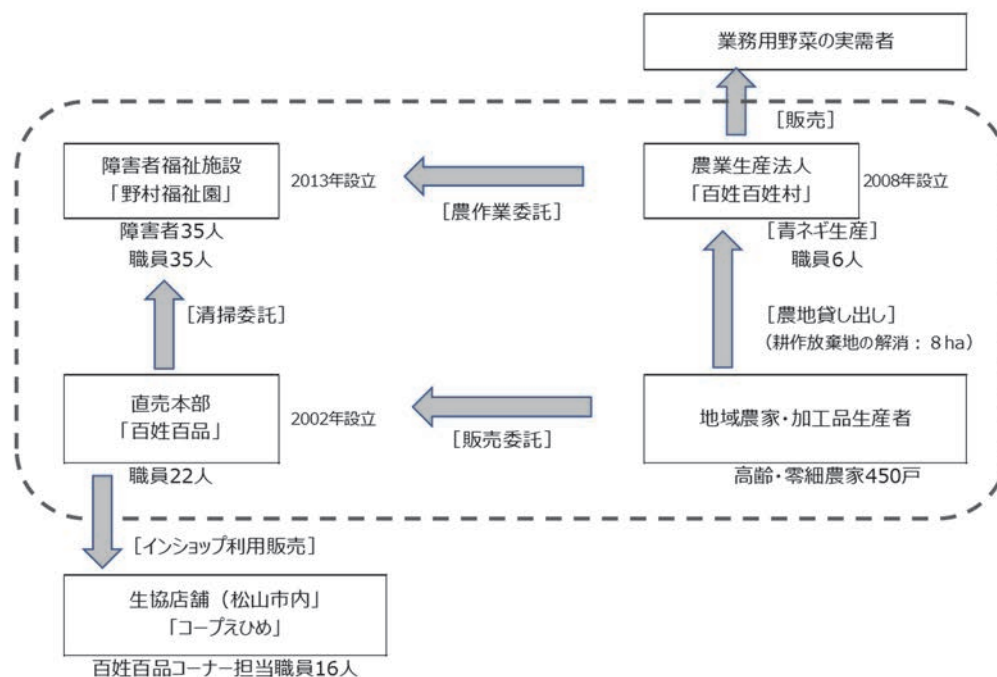 業務用野菜の実需者
［販売］
障害者福祉施設
「野村福祉園」
2013年設立
障害者35人
職員35人
［農作業委託］
農業生産法人
「百姓百姓村」
2008年設立
［青ネギ生産］
職員6人
［清掃委託］
［農地貸し出し］
（耕作放棄地の解消：８ha）
直売本部
「百姓百品」
2002年設立
職員22人
［販売委託］
地域農家・加工品生産者
高齢・零細農家450戸
［インショップ利用販売］
生協店舗（松山市内」
「コープえひめ」
百姓百品コーナー担当職員16人